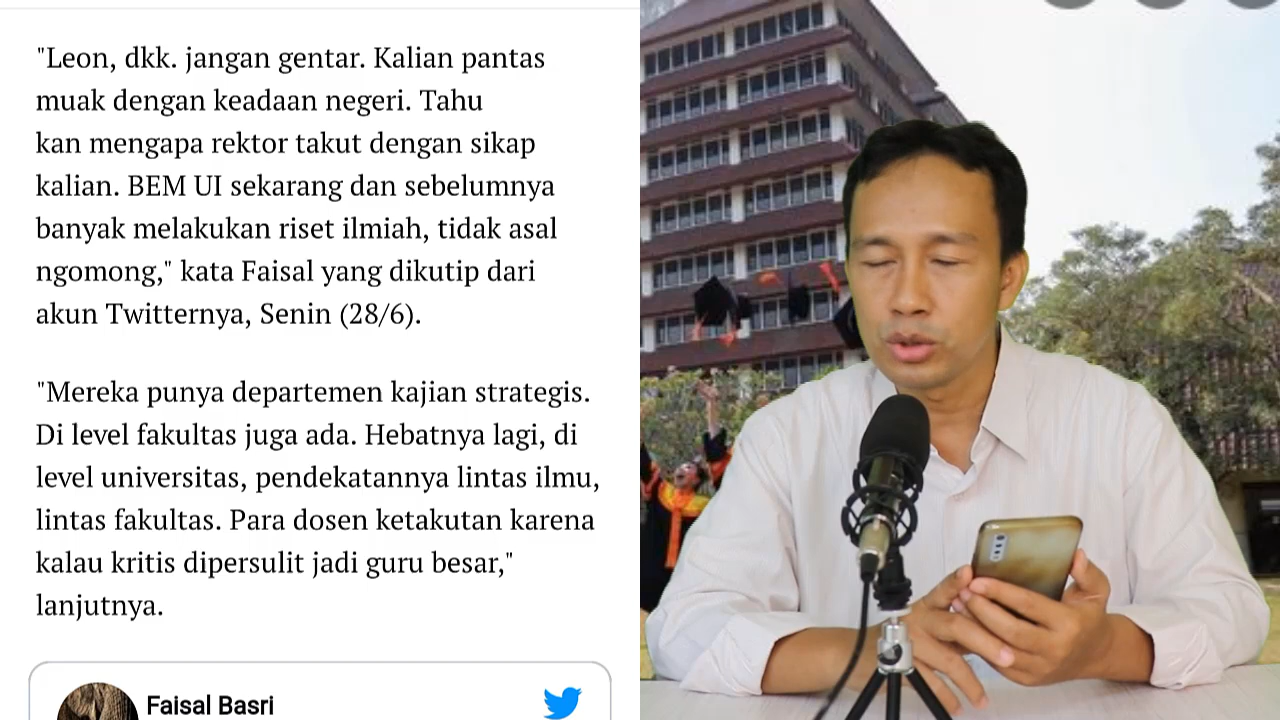 "Leon, dkk. jangan gentar. Kalian pantas
muak dengan keadaan negeri. Tahu
kan mengapa rektor takut dengan sikap
kalian. BEM UI sekarang dan sebelumnya
banyak melakukan riset ilmiah, tidak asal
ngomong," kata Faisal yang dikutip dari
akun Twitternya, Senin (28/6).
"Mereka punya departemen kajian strategis.
Di level fakultas juga ada. Hebatnya lagi, di
level universitas, pendekatannya lintas ilmu,
lintas fakultas. Para dosen ketakutan karena
kalau kritis dipersulit jadi guru besar,"
lanjutnya.
Faisal Basri